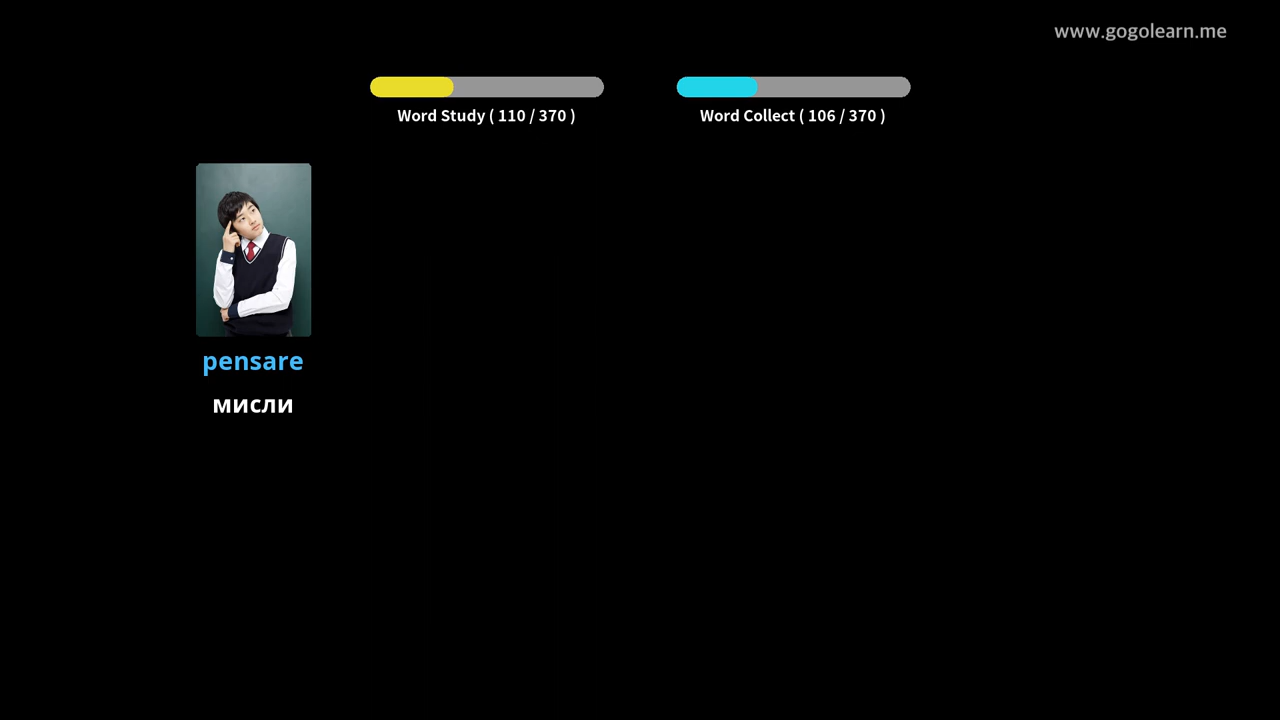 www.gogolearn.me
Word Study ( 110 / 370 )
Word Collect ( 106 / 370 )
pensare
мисли